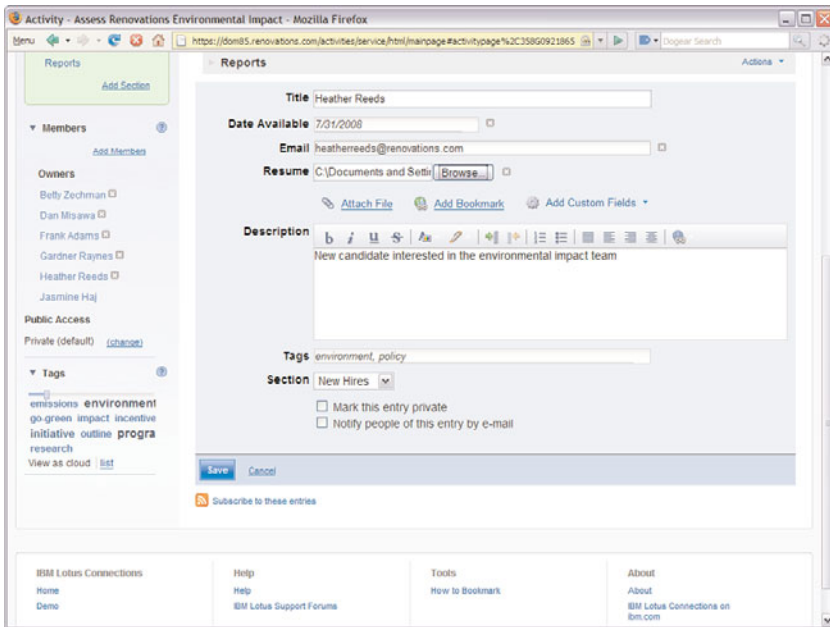 Activity - Assess Renovations Environmental Impact - Mozilla Firefox
Menu
https://dom85.renovations.com/activities/service/html/mainpage#activitypage%2C358G0921865
Dogear Search
Reports
Add Section
Members
Add Members
Owners
Betty Zechman
Dan Misawa
Frank Adams
Gardner Raynes
Heather Reeds
Jasmine Haj
Public Access
Private (default) (change)
Tags
emissions environment
go-green impact incentive
initiative outline progra
research
View as cloud | list
Reports
Actions
Title Heather Reeds
Date Available 7/31/2008
Email heatherreeds@renovations.com
Resume C:\Documents and Settin Browse...
Attach File Add Bookmark Add Custom Fields
Description
b i u S
New candidate interested in the environmental impact team
Tags environment, policy
Section New Hires
Mark this entry private
Notify people of this entry by e-mail
Save Cancel
Subscribe to these entries
IBM Lotus Connections
Home
Demo
Help
Help
IBM Lotus Support Forums
Tools
How to Bookmark
About
About
IBM Lotus Connections on
ibm.com